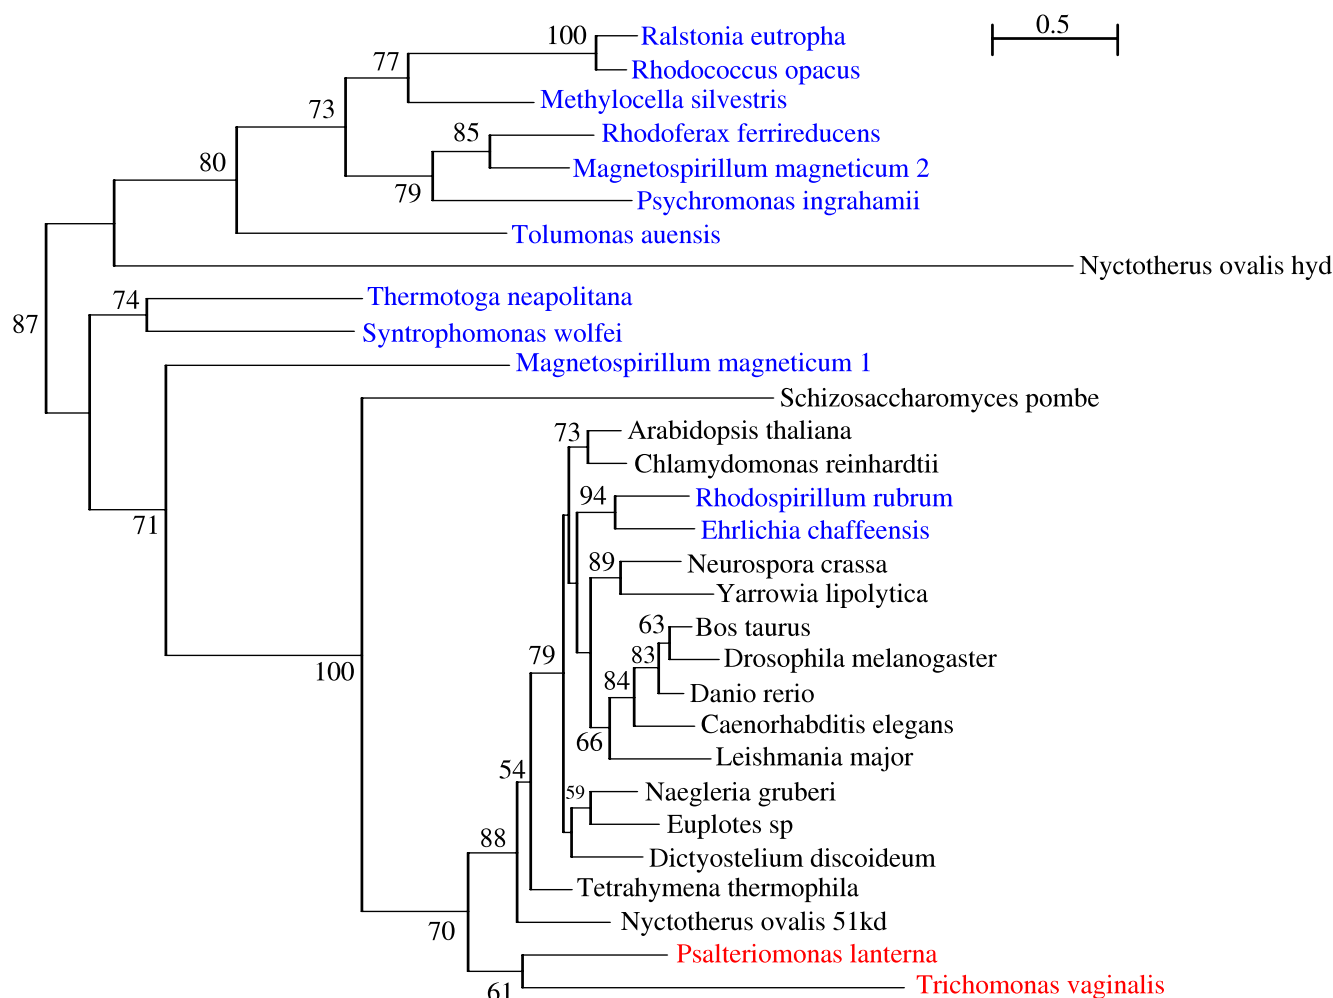 0.5
100
Ralstonia eutropha
77
Rhodococcus opacus
Methylocella silvestris
73
85
Rhodoferax ferrireducens
80
Magnetospirillum magneticum 2
79
Psychromonas ingrahamii
Tolumonas auensis
Nyctotherus ovalis hyd
74
Thermotoga neapolitana
87
Syntrophomonas wolfei
Magnetospirillum magneticum 1
Schizosaccharomyces pombe
73
Arabidopsis thaliana
Chlamydomonas reinhardtii
94
Rhodospirillum rubrum
71
Ehrlichia chaffeensis
89
Neurospora crassa
Yarrowia lipolytica
63
Bos taurus
79
83
Drosophila melanogaster
100
84
Danio rerio
Caenorhabditis elegans
66
Leishmania major
54
59
Naegleria gruberi
Euplotes sp
88
Dictyostelium discoideum
Tetrahymena thermophila
Nyctotherus ovalis 51kd
70
Psalteriomonas lanterna
61
Trichomonas vaginalis